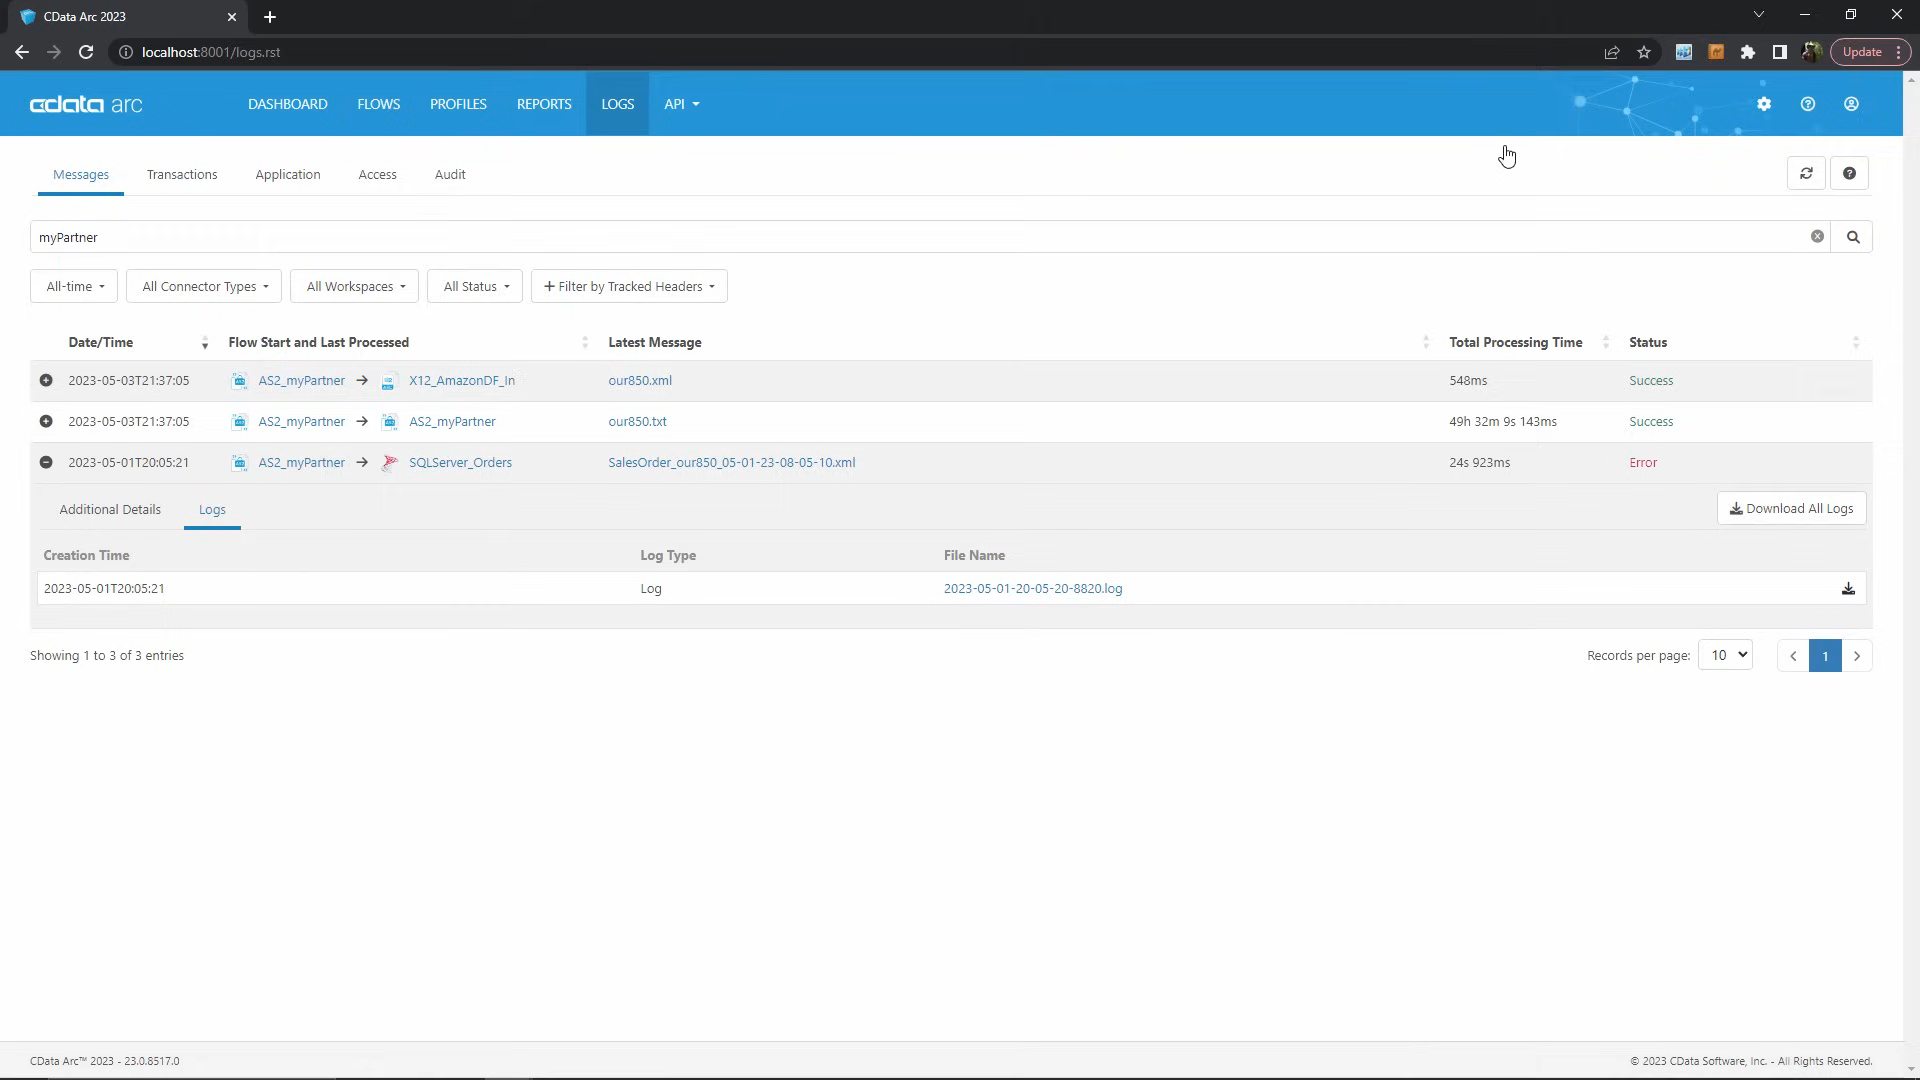 CData Arc 2023
localhost:8001/logs.rst
Update
cdata arc
DASHBOARD FLOWS PROFILES REPORTS LOGS API
Messages Transactions Application Access Audit
myPartner
All-time All Connector Types All Workspaces All Status + Filter by Tracked Headers
Date/Time Flow Start and Last Processed Latest Message Total Processing Time Status
2023-05-03T21:37:05 AS2_myPartner → X12_AmazonDF_In our850.xml 548ms Success
2023-05-03T21:37:05 AS2_myPartner → AS2_myPartner our850.txt 49h 32m 9s 143ms Success
2023-05-01T20:05:21 AS2_myPartner → SQLServer_Orders SalesOrder_our850_05-01-23-08-05-10.xml 24s 923ms Error
Additional Details Logs Download All Logs
Creation Time Log Type File Name
2023-05-01T20:05:21 Log 2023-05-01-20-05-20-8820.log
Showing 1 to 3 of 3 entries Records per page: 10 1
CData Arc™ 2023 - 23.0.8517.0 © 2023 CData Software, Inc. - All Rights Reserved.